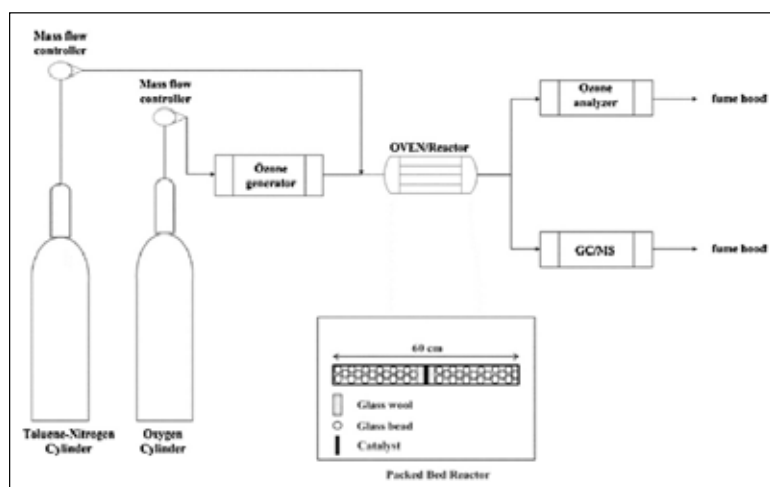 Mass flow
controller
Mass flow
controller
Ozone
generator
OVEN/Reactor
Ozone
analyzer
fume hood
GC/MS
fume hood
60 cm
Glass wool
Glass bead
Catalyst
Packed Bed Reactor
Toluene-Nitrogen
Cylinder
Oxygen
Cylinder